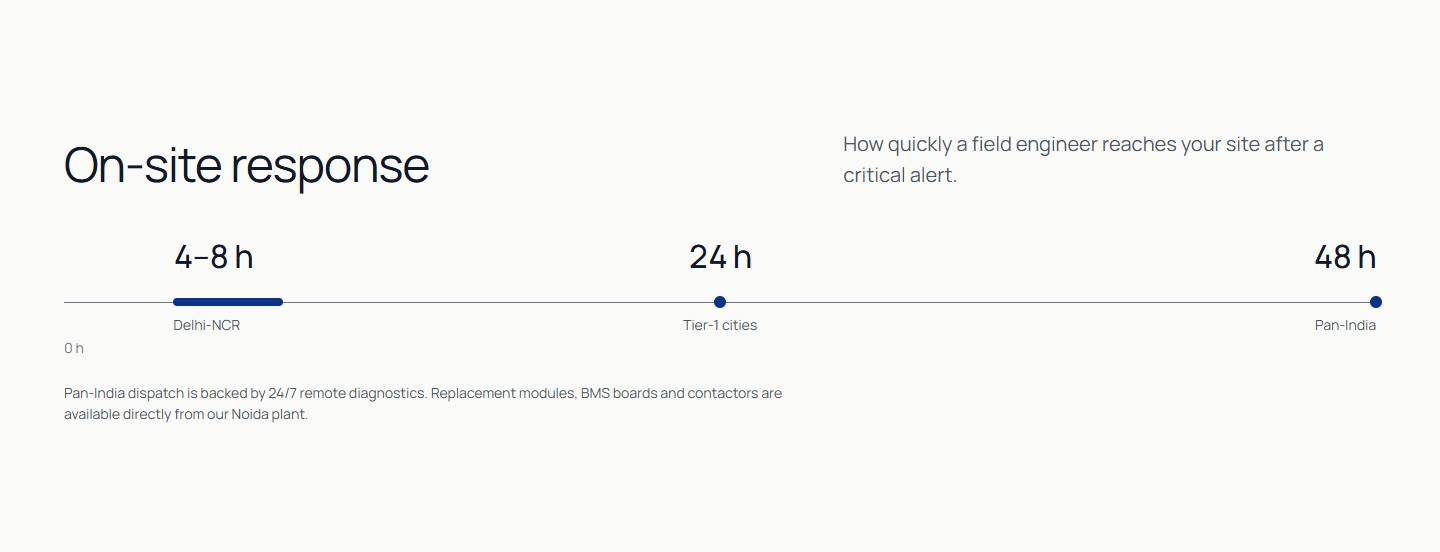 On-site response
How quickly a field engineer reaches your site after a
critical alert.
4–8 h
24 h
48 h
Delhi-NCR
Tier-1 cities
Pan-India
0 h
Pan-India dispatch is backed by 24/7 remote diagnostics. Replacement modules, BMS boards and contactors are
available directly from our Noida plant.